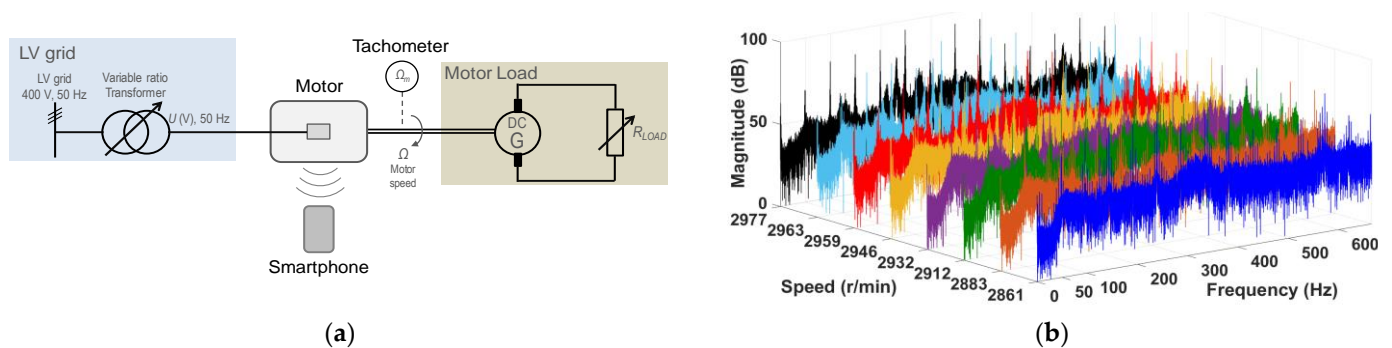 LV grid
LV grid
400 V, 50 Hz
Variable ratio
Transformer
U (V), 50 Hz
Motor
Tachometer
Ωm
Ω
Motor
speed
Motor Load
DC
G
RLOAD
Smartphone
(a)
100
50
0
Magnitude (dB)
2977
2963
2959
2946
2932
2912
2883
2861
Speed (r/min)
0 50 100 200 300 400 500 600
Frequency (Hz)
(b)